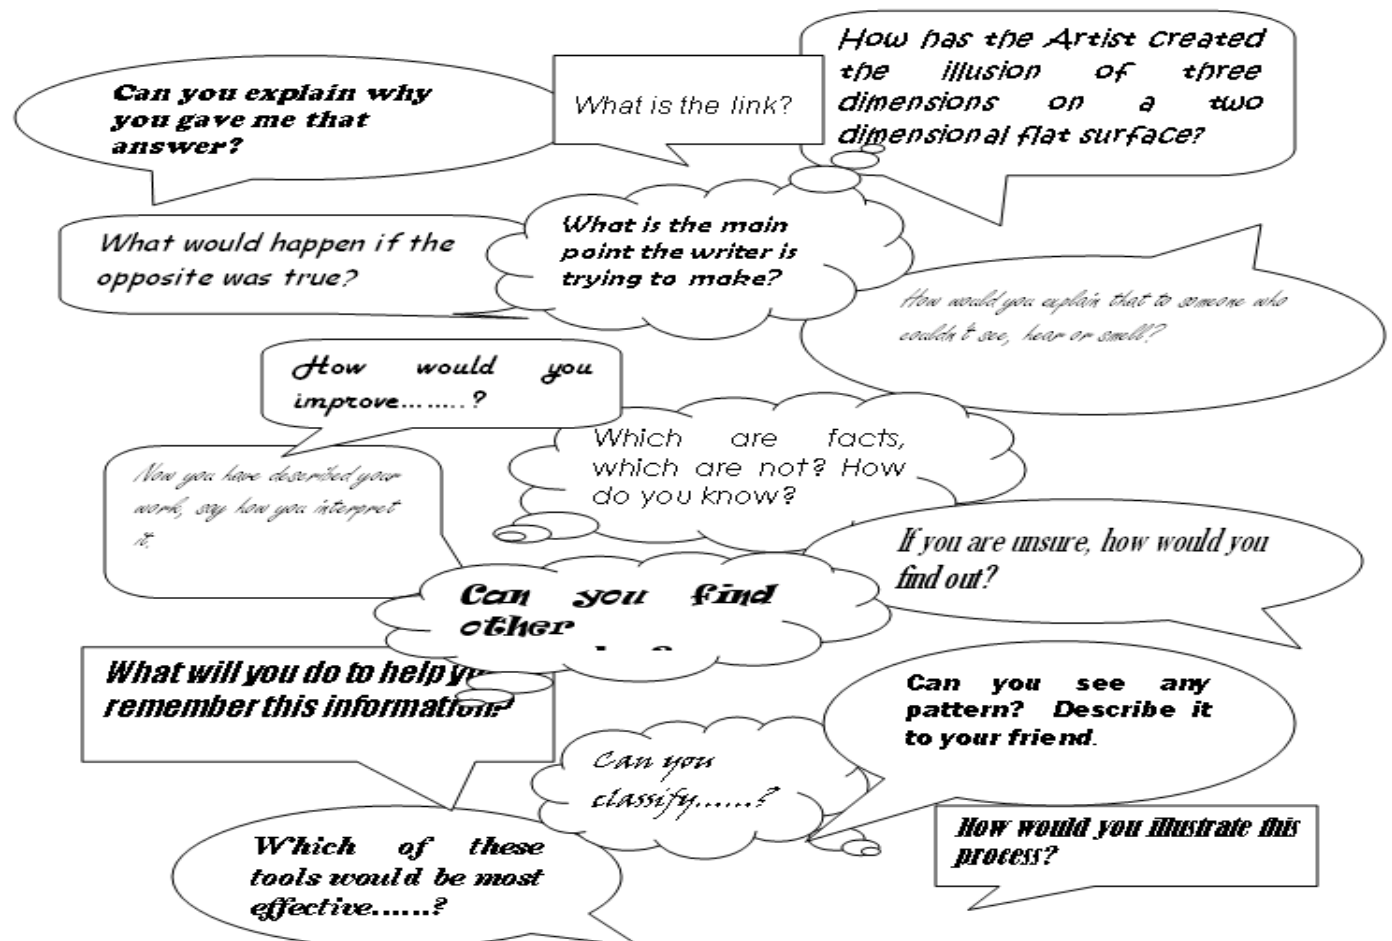 Can you explain why
you gave me that
answer?
What is the link?
How has the Artist created
the illusion of three
dimensions on a two
dimensional flat surface?
What would happen if the
opposite was true?
What is the main
point the writer is
trying to make?
How would you explain that to someone who
couldn't see, hear or smell?
How would you
improve........?
Which are facts,
which are not? How
do you know?
Now you have described your
work, say how you interpret
it.
If you are unsure, how would you
find out?
Can you find
other
What will you do to help
remember this information?
Can you see any
pattern? Describe it
to your friend.
Can you
classify......?
How would you illustrate this
process?
Which of these
tools would be most
effective......?